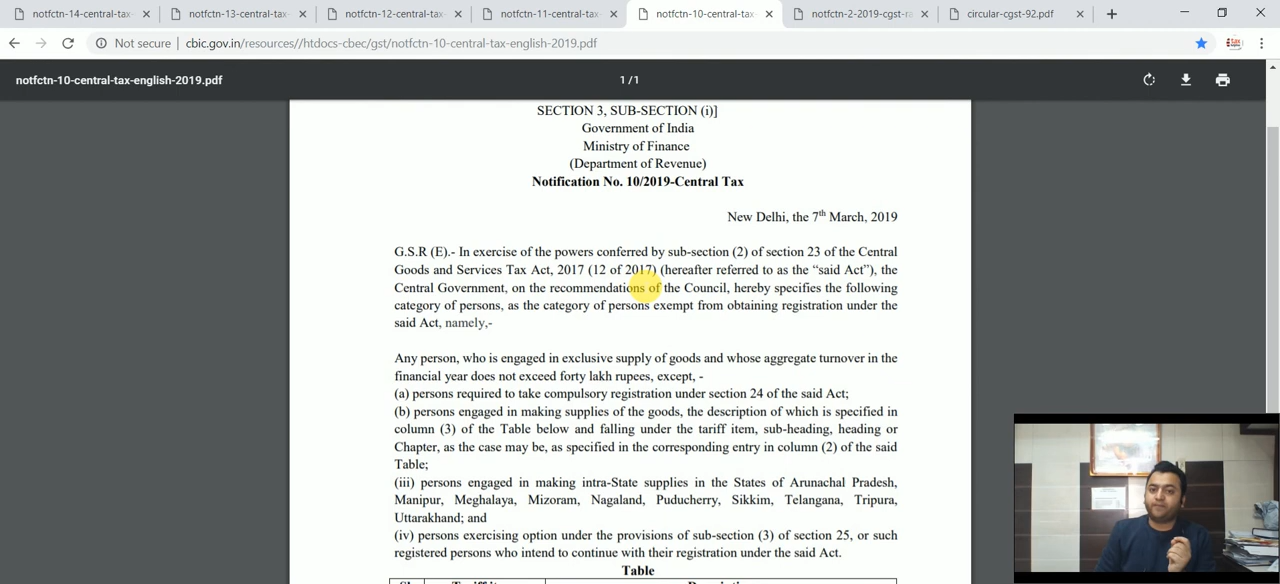 notfctn-14-central-tax-
notfctn-13-central-tax-
notfctn-12-central-tax-
notfctn-11-central-tax-
notfctn-10-central-tax-
notfctn-2-2019-cgst-ra
circular-cgst-92.pdf
Not secure | cbic.gov.in/resources//htdocs-cbec/gst/notfctn-10-central-tax-english-2019.pdf
notfctn-10-central-tax-english-2019.pdf
1 / 1
SECTION 3, SUB-SECTION (i)]
Government of India
Ministry of Finance
(Department of Revenue)
Notification No. 10/2019-Central Tax
New Delhi, the 7th March, 2019
G.S.R (E).- In exercise of the powers conferred by sub-section (2) of section 23 of the Central
Goods and Services Tax Act, 2017 (12 of 2017) (hereafter referred to as the “said Act”), the
Central Government, on the recommendations of the Council, hereby specifies the following
category of persons, as the category of persons exempt from obtaining registration under the
said Act, namely,-
Any person, who is engaged in exclusive supply of goods and whose aggregate turnover in the
financial year does not exceed forty lakh rupees, except, -
(a) persons required to take compulsory registration under section 24 of the said Act;
(b) persons engaged in making supplies of the goods, the description of which is specified in
column (3) of the Table below and falling under the tariff item, sub-heading, heading or
Chapter, as the case may be, as specified in the corresponding entry in column (2) of the said
Table;
(iii) persons engaged in making intra-State supplies in the States of Arunachal Pradesh,
Manipur, Meghalaya, Mizoram, Nagaland, Puducherry, Sikkim, Telangana, Tripura,
Uttarakhand; and
(iv) persons exercising option under the provisions of sub-section (3) of section 25, or such
registered persons who intend to continue with their registration under the said Act.
Table